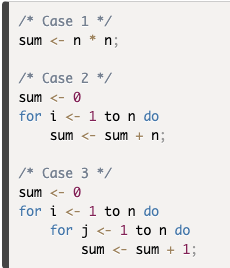 /* Case 1 */
sum <- n * n;

/* Case 2 */
sum <- 0
for i <- 1 to n do
    sum <- sum + n;

/* Case 3 */
sum <- 0
for i <- 1 to n do
    for j <- 1 to n do
        sum <- sum + 1;